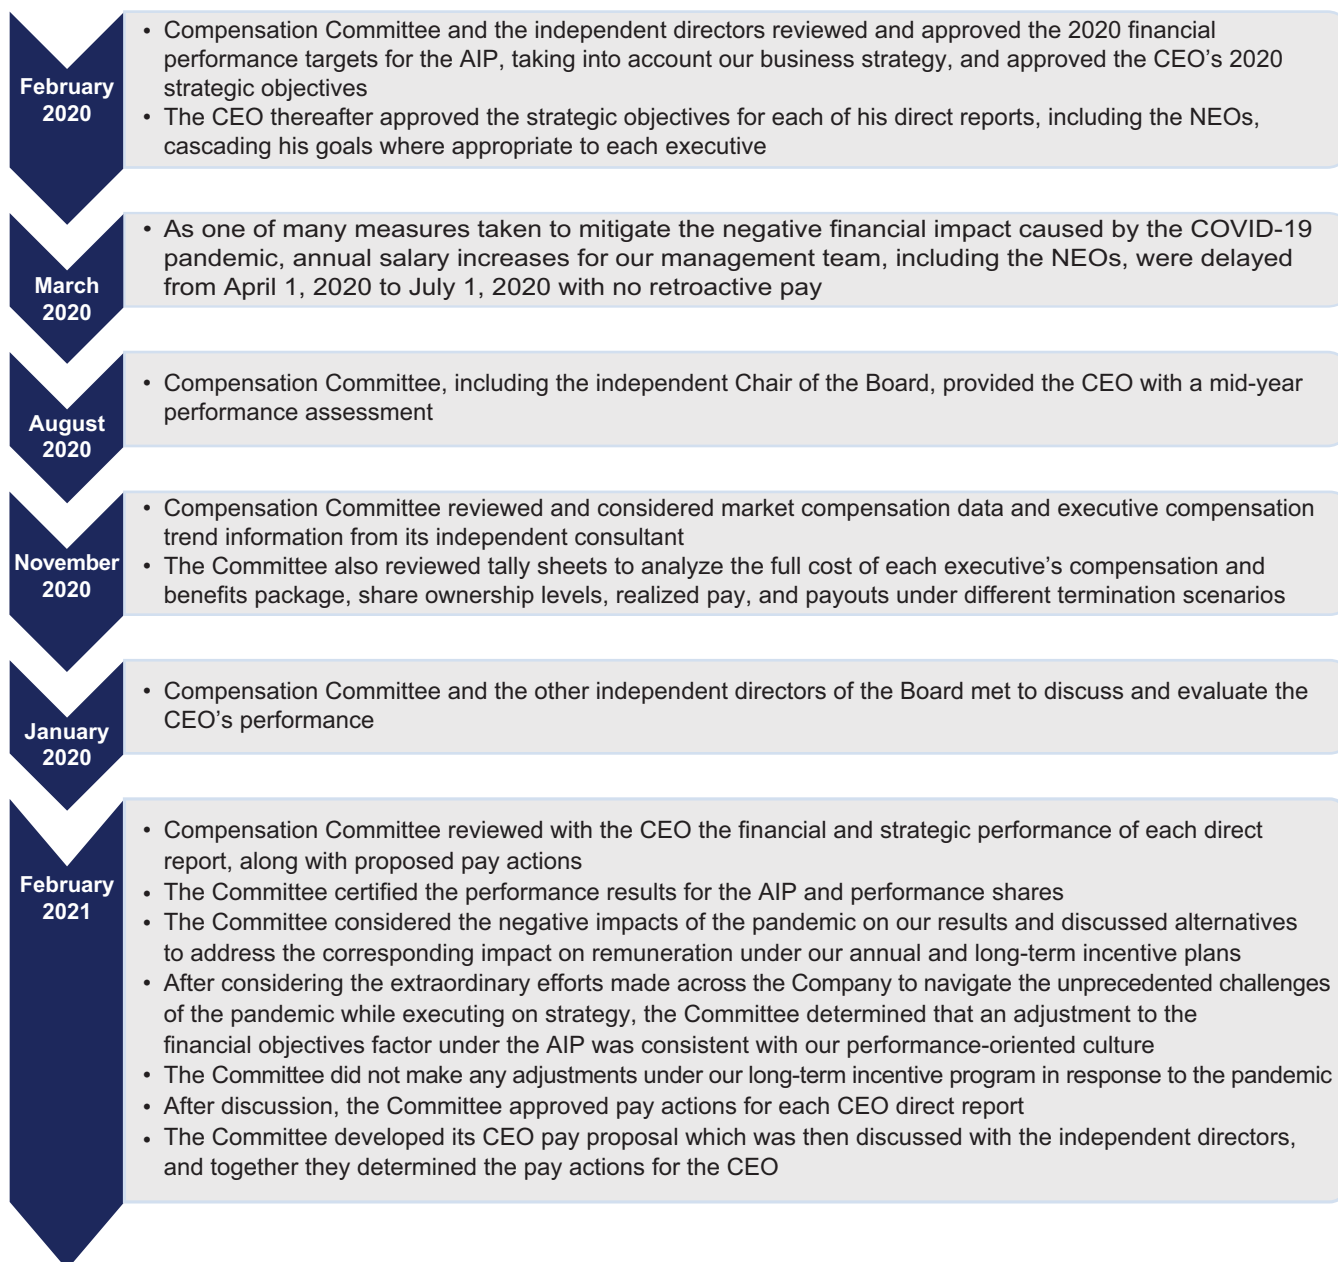 February
2020
• Compensation Committee and the independent directors reviewed and approved the 2020 financial
performance targets for the AIP, taking into account our business strategy, and approved the CEO’s 2020
strategic objectives
• The CEO thereafter approved the strategic objectives for each of his direct reports, including the NEOs,
cascading his goals where appropriate to each executive
March
2020
• As one of many measures taken to mitigate the negative financial impact caused by the COVID-19
pandemic, annual salary increases for our management team, including the NEOs, were delayed
from April 1, 2020 to July 1, 2020 with no retroactive pay
August
2020
• Compensation Committee, including the independent Chair of the Board, provided the CEO with a mid-year
performance assessment
November
2020
• Compensation Committee reviewed and considered market compensation data and executive compensation
trend information from its independent consultant
• The Committee also reviewed tally sheets to analyze the full cost of each executive’s compensation and
benefits package, share ownership levels, realized pay, and payouts under different termination scenarios
January
2020
• Compensation Committee and the other independent directors of the Board met to discuss and evaluate the
CEO’s performance
February
2021
• Compensation Committee reviewed with the CEO the financial and strategic performance of each direct
report, along with proposed pay actions
• The Committee certified the performance results for the AIP and performance shares
• The Committee considered the negative impacts of the pandemic on our results and discussed alternatives
to address the corresponding impact on remuneration under our annual and long-term incentive plans
• After considering the extraordinary efforts made across the Company to navigate the unprecedented challenges
of the pandemic while executing on strategy, the Committee determined that an adjustment to the
financial objectives factor under the AIP was consistent with our performance-oriented culture
• The Committee did not make any adjustments under our long-term incentive program in response to the pandemic
• After discussion, the Committee approved pay actions for each CEO direct report
• The Committee developed its CEO pay proposal which was then discussed with the independent directors,
and together they determined the pay actions for the CEO